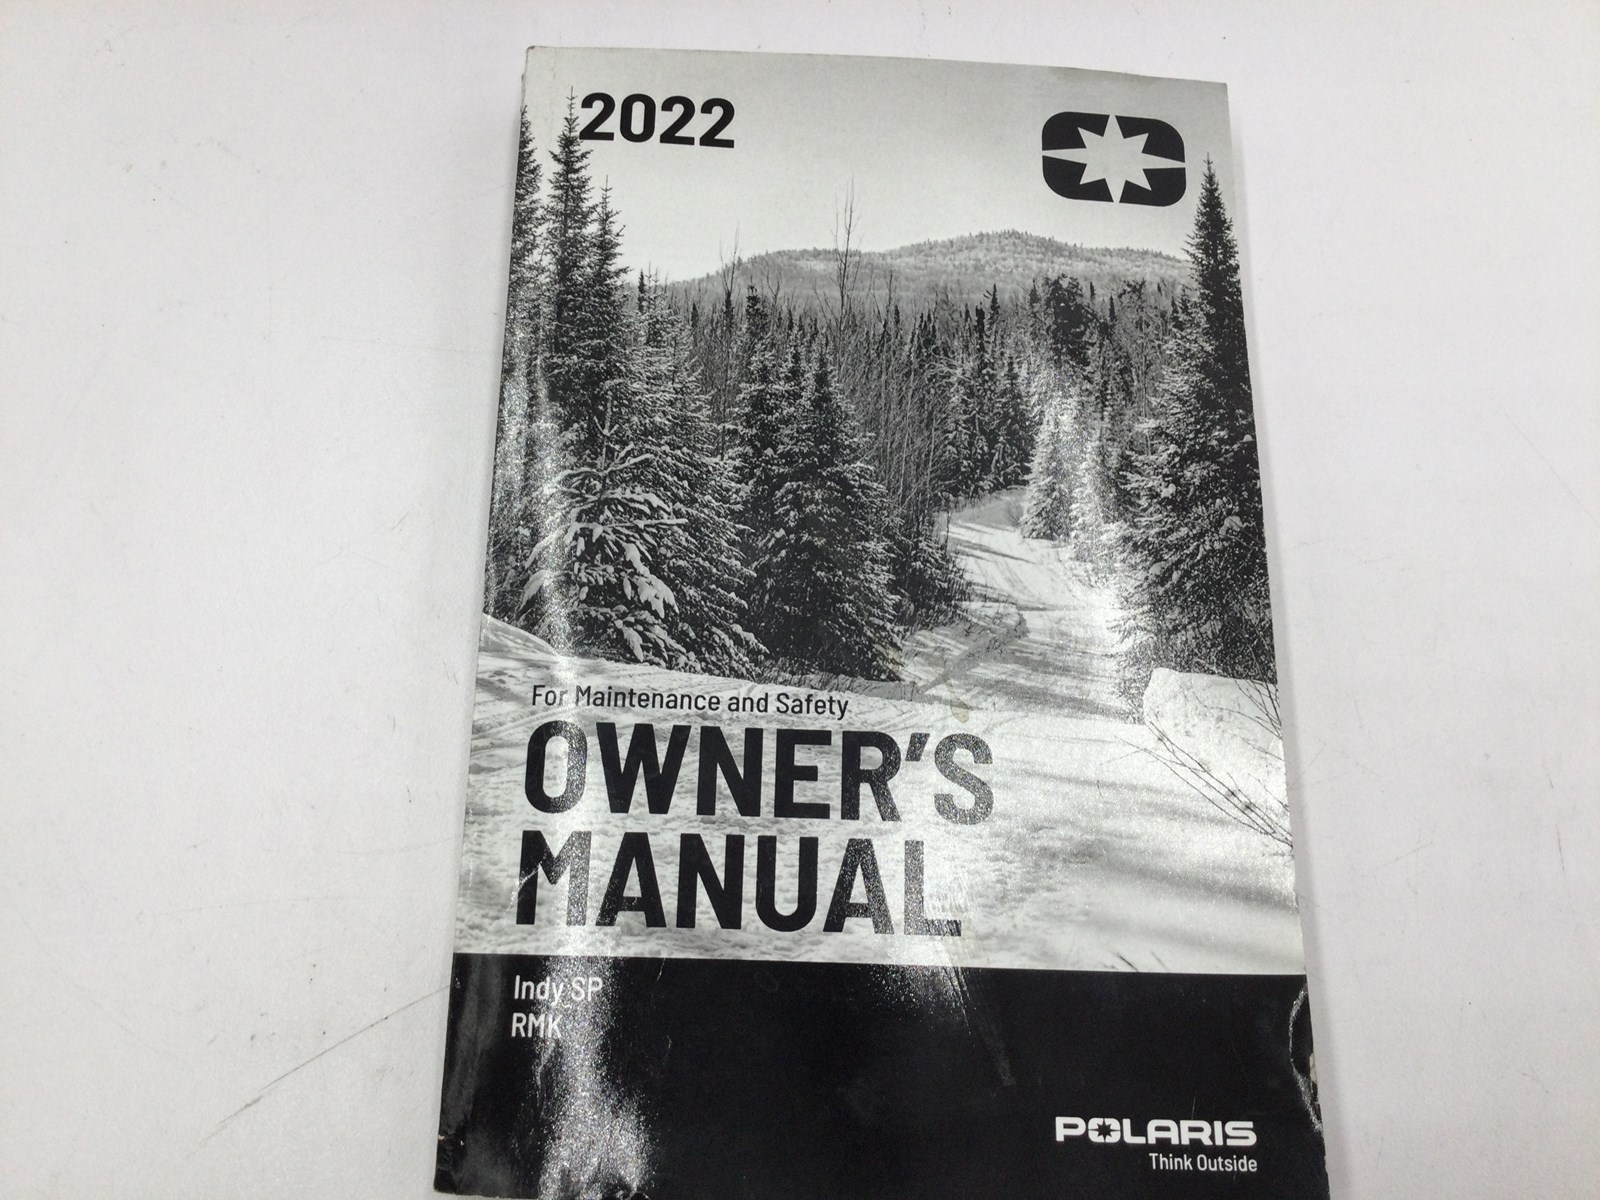 2022
For Maintenance and Safety
OWNER'S
MANUAL
Indy SP
RMK
POLARIS
Think Outside